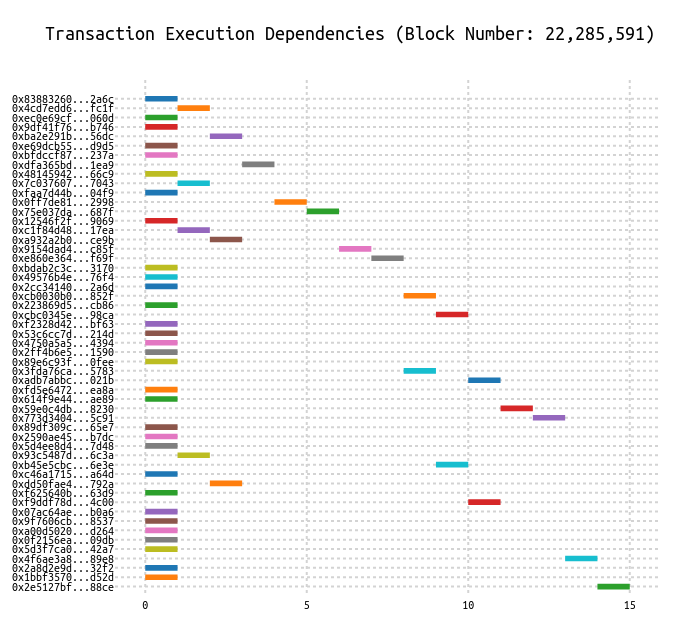 Transaction Execution Dependencies (Block Number: 22,285,591)
0x83883260...2a6c
0x4cd7edd6...fc1f
0xec0e69cf...060d
0x9df41f76...b746
0xba2e291b...56dc
0xe69dcb55...d9d5
0xbfdccf87...237a
0xdfa365bd...1ea9
0x48145942...66c9
0x7c037607...7043
0xfaa7d44b...04f9
0x0ff7de81...2998
0x75e037da...687f
0x12546f2f...9069
0xc1f84d48...17ea
0xa932a2b0...ce9b
0x9154dad4...c85f
0xe860e364...f69f
0xbdab2c3c...3170
0x49576b4e...76f4
0x2cc34140...2a6d
0xcb0030b0...852f
0x223869d5...cb86
0xcbc0345e...98ca
0xf2328d42...bf63
0x53c6cc7d...214d
0x4750a5a5...4394
0x2ff4b6e5...1590
0x89e6c93f...0fee
0x3fda76ca...5783
0xadb7abbc...021b
0xfd5e6472...ea8a
0x614f9e44...ae89
0x59e0c4db...8230
0x773d3404...5c91
0x89df309c...65e7
0x2590ae45...b7dc
0x5d4ee8d4...7d48
0x93c5487d...6c3a
0xb45e5cbc...6e3e
0xc46a1715...a64d
0xdd50fae4...792a
0xf625640b...63d9
0xf9ddf78d...4c00
0x07ac64ae...b0a6
0x9f7606cb...8537
0xa00d5020...d264
0x0f2156ea...09db
0x5d3f7ca0...42a7
0x4f6ae3a8...89e8
0x2a8d2e9d...32f2
0x1bbf3570...d52d
0x2e5127bf...88ce
0 5 10 15